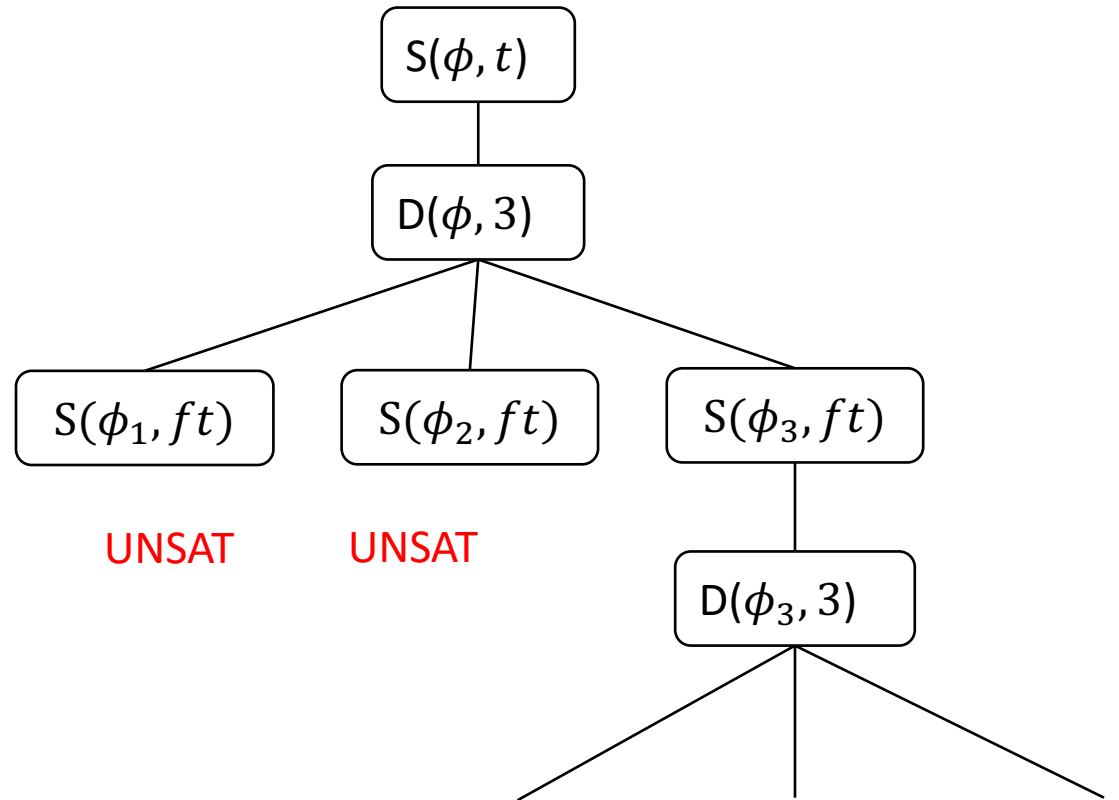 S(𝜙, 𝑡)
D(𝜙, 3)
S(𝜙₁, 𝑓𝑡)
S(𝜙₂, 𝑓𝑡)
S(𝜙₃, 𝑓𝑡)
UNSAT
UNSAT
D(𝜙₃, 3)